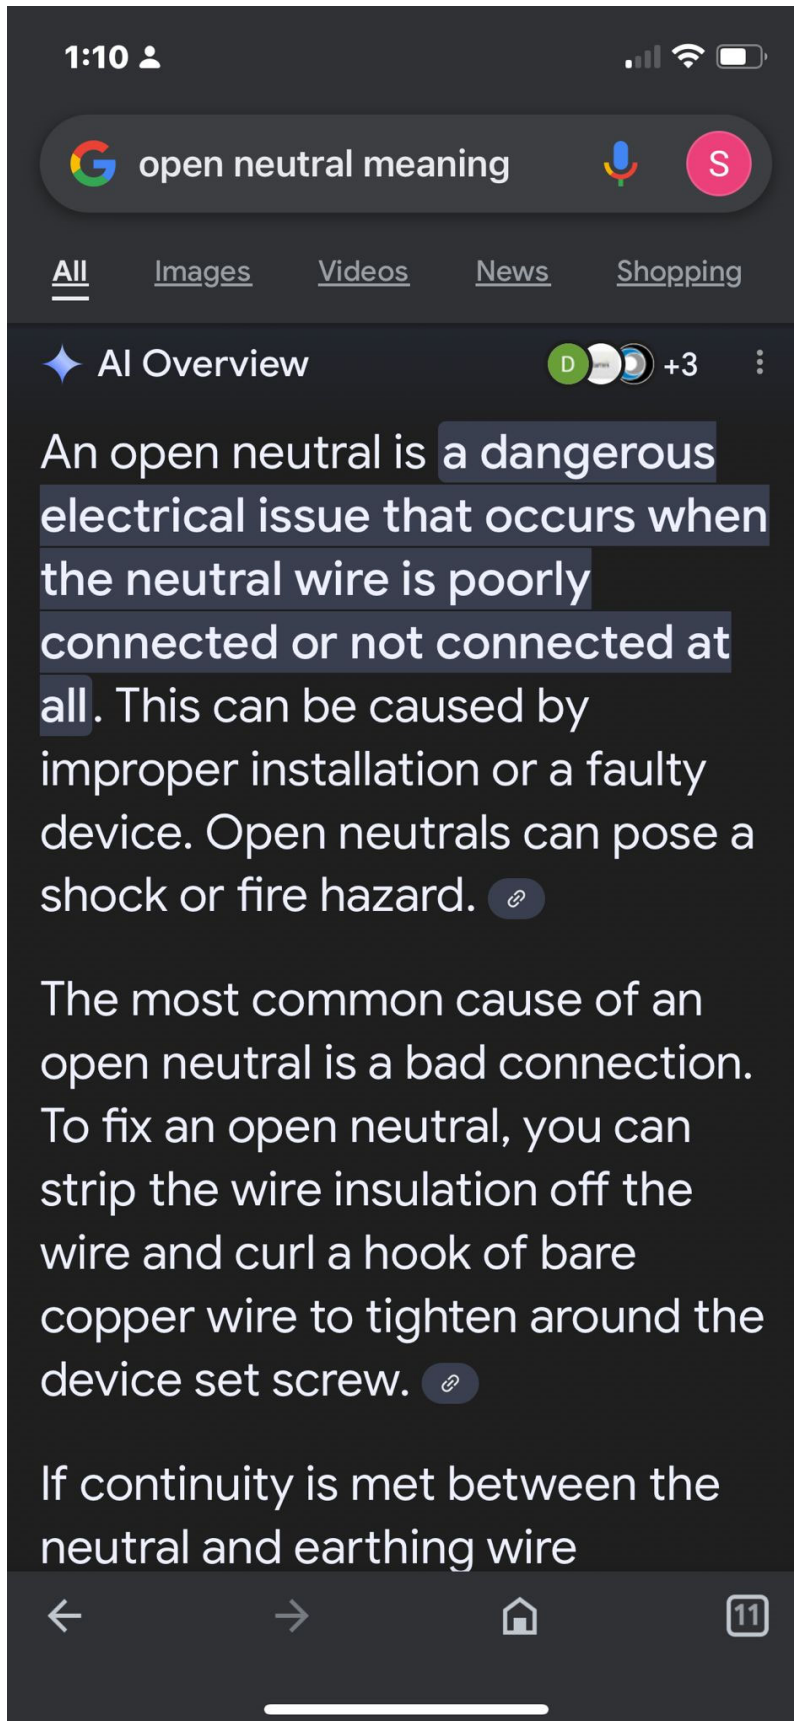 1:10
open neutral meaning
S
All Images Videos News Shopping
AI Overview
D
+3
An open neutral is a dangerous
electrical issue that occurs when
the neutral wire is poorly
connected or not connected at
all. This can be caused by
improper installation or a faulty
device. Open neutrals can pose a
shock or fire hazard.
The most common cause of an
open neutral is a bad connection.
To fix an open neutral, you can
strip the wire insulation off the
wire and curl a hook of bare
copper wire to tighten around the
device set screw.
If continuity is met between the
neutral and earthing wire
11